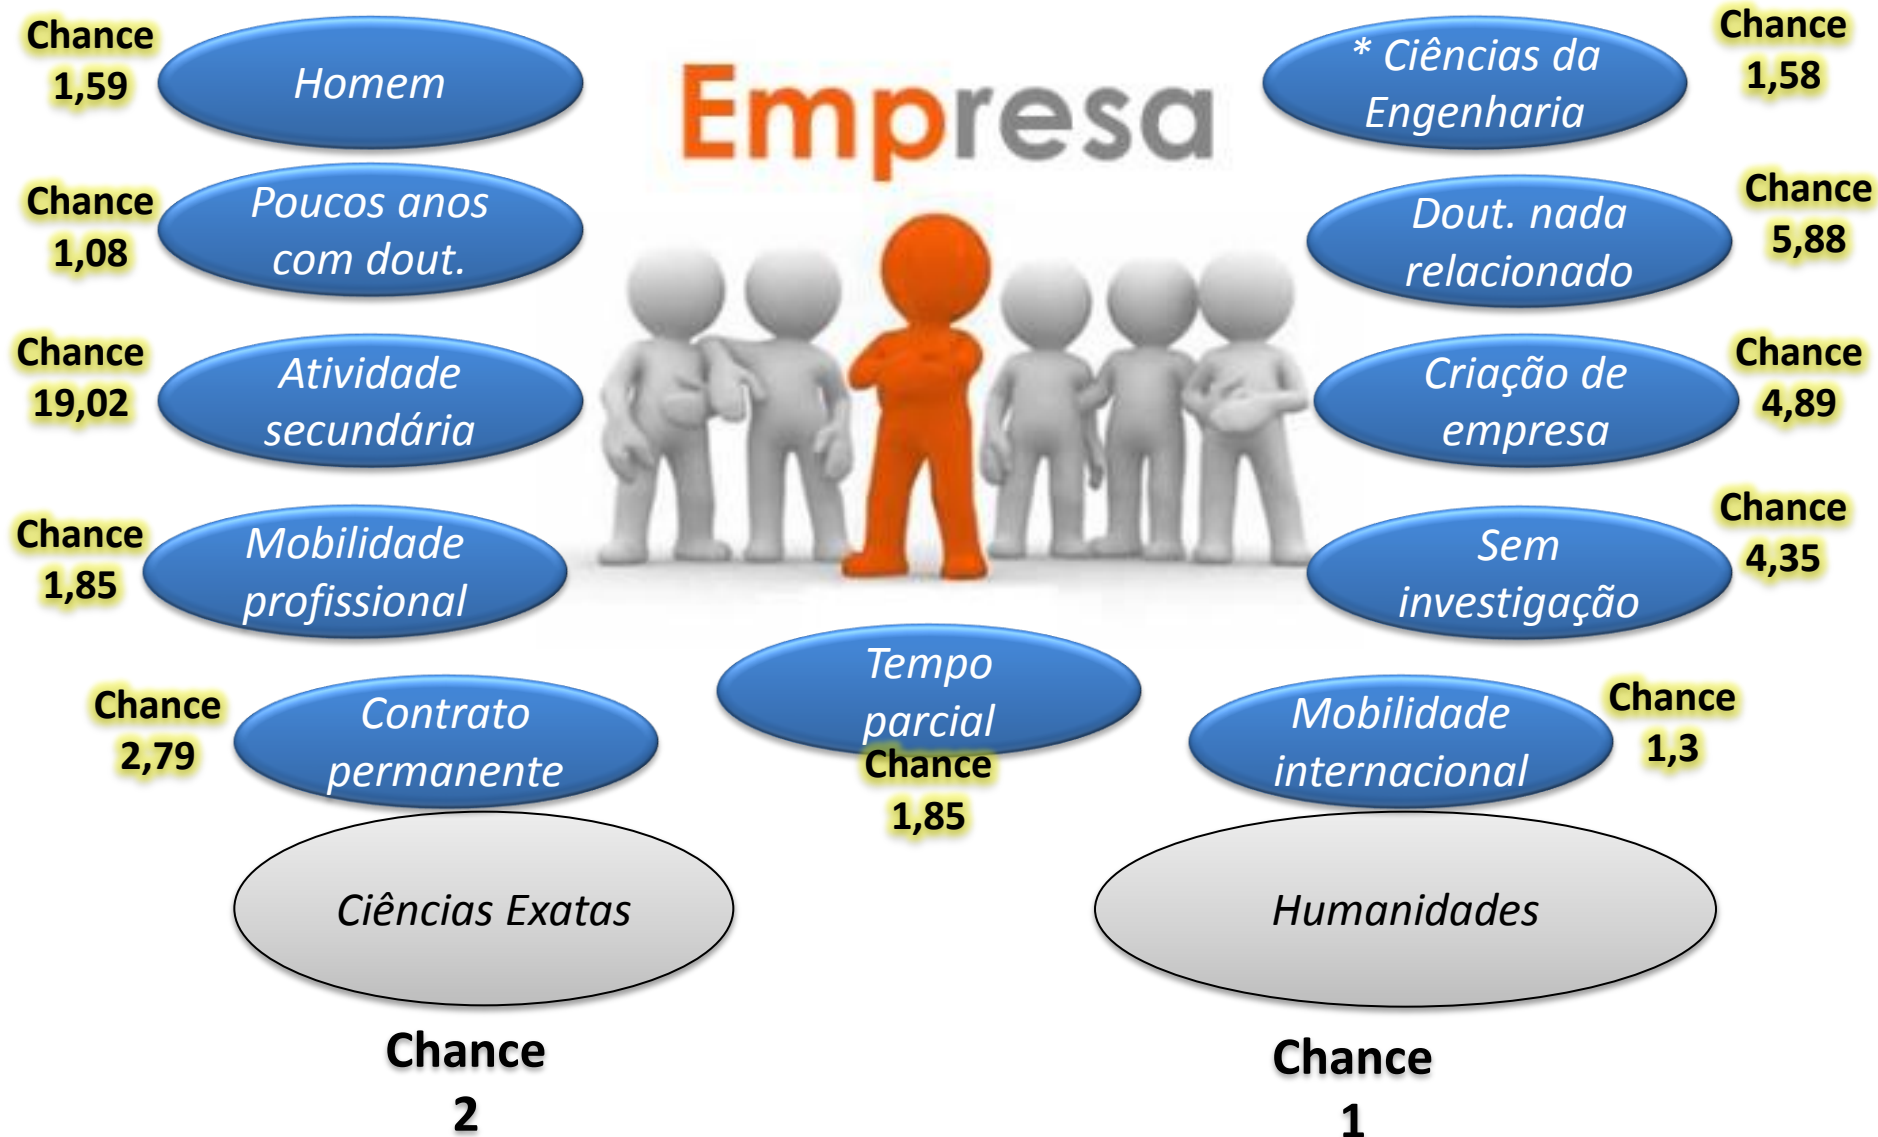 Empresa
Chance
1,59
Homem
Chance
1,08
Poucos anos
com dout.
Chance
19,02
Atividade
secundária
Chance
1,85
Mobilidade
profissional
Chance
2,79
Contrato
permanente
Tempo
parcial
Chance
1,85
* Ciências da
Engenharia
Chance
1,58
Dout. nada
relacionado
Chance
5,88
Criação de
empresa
Chance
4,89
Sem
investigação
Chance
4,35
Mobilidade
internacional
Chance
1,3
Ciências Exatas
Chance
2
Humanidades
Chance
1